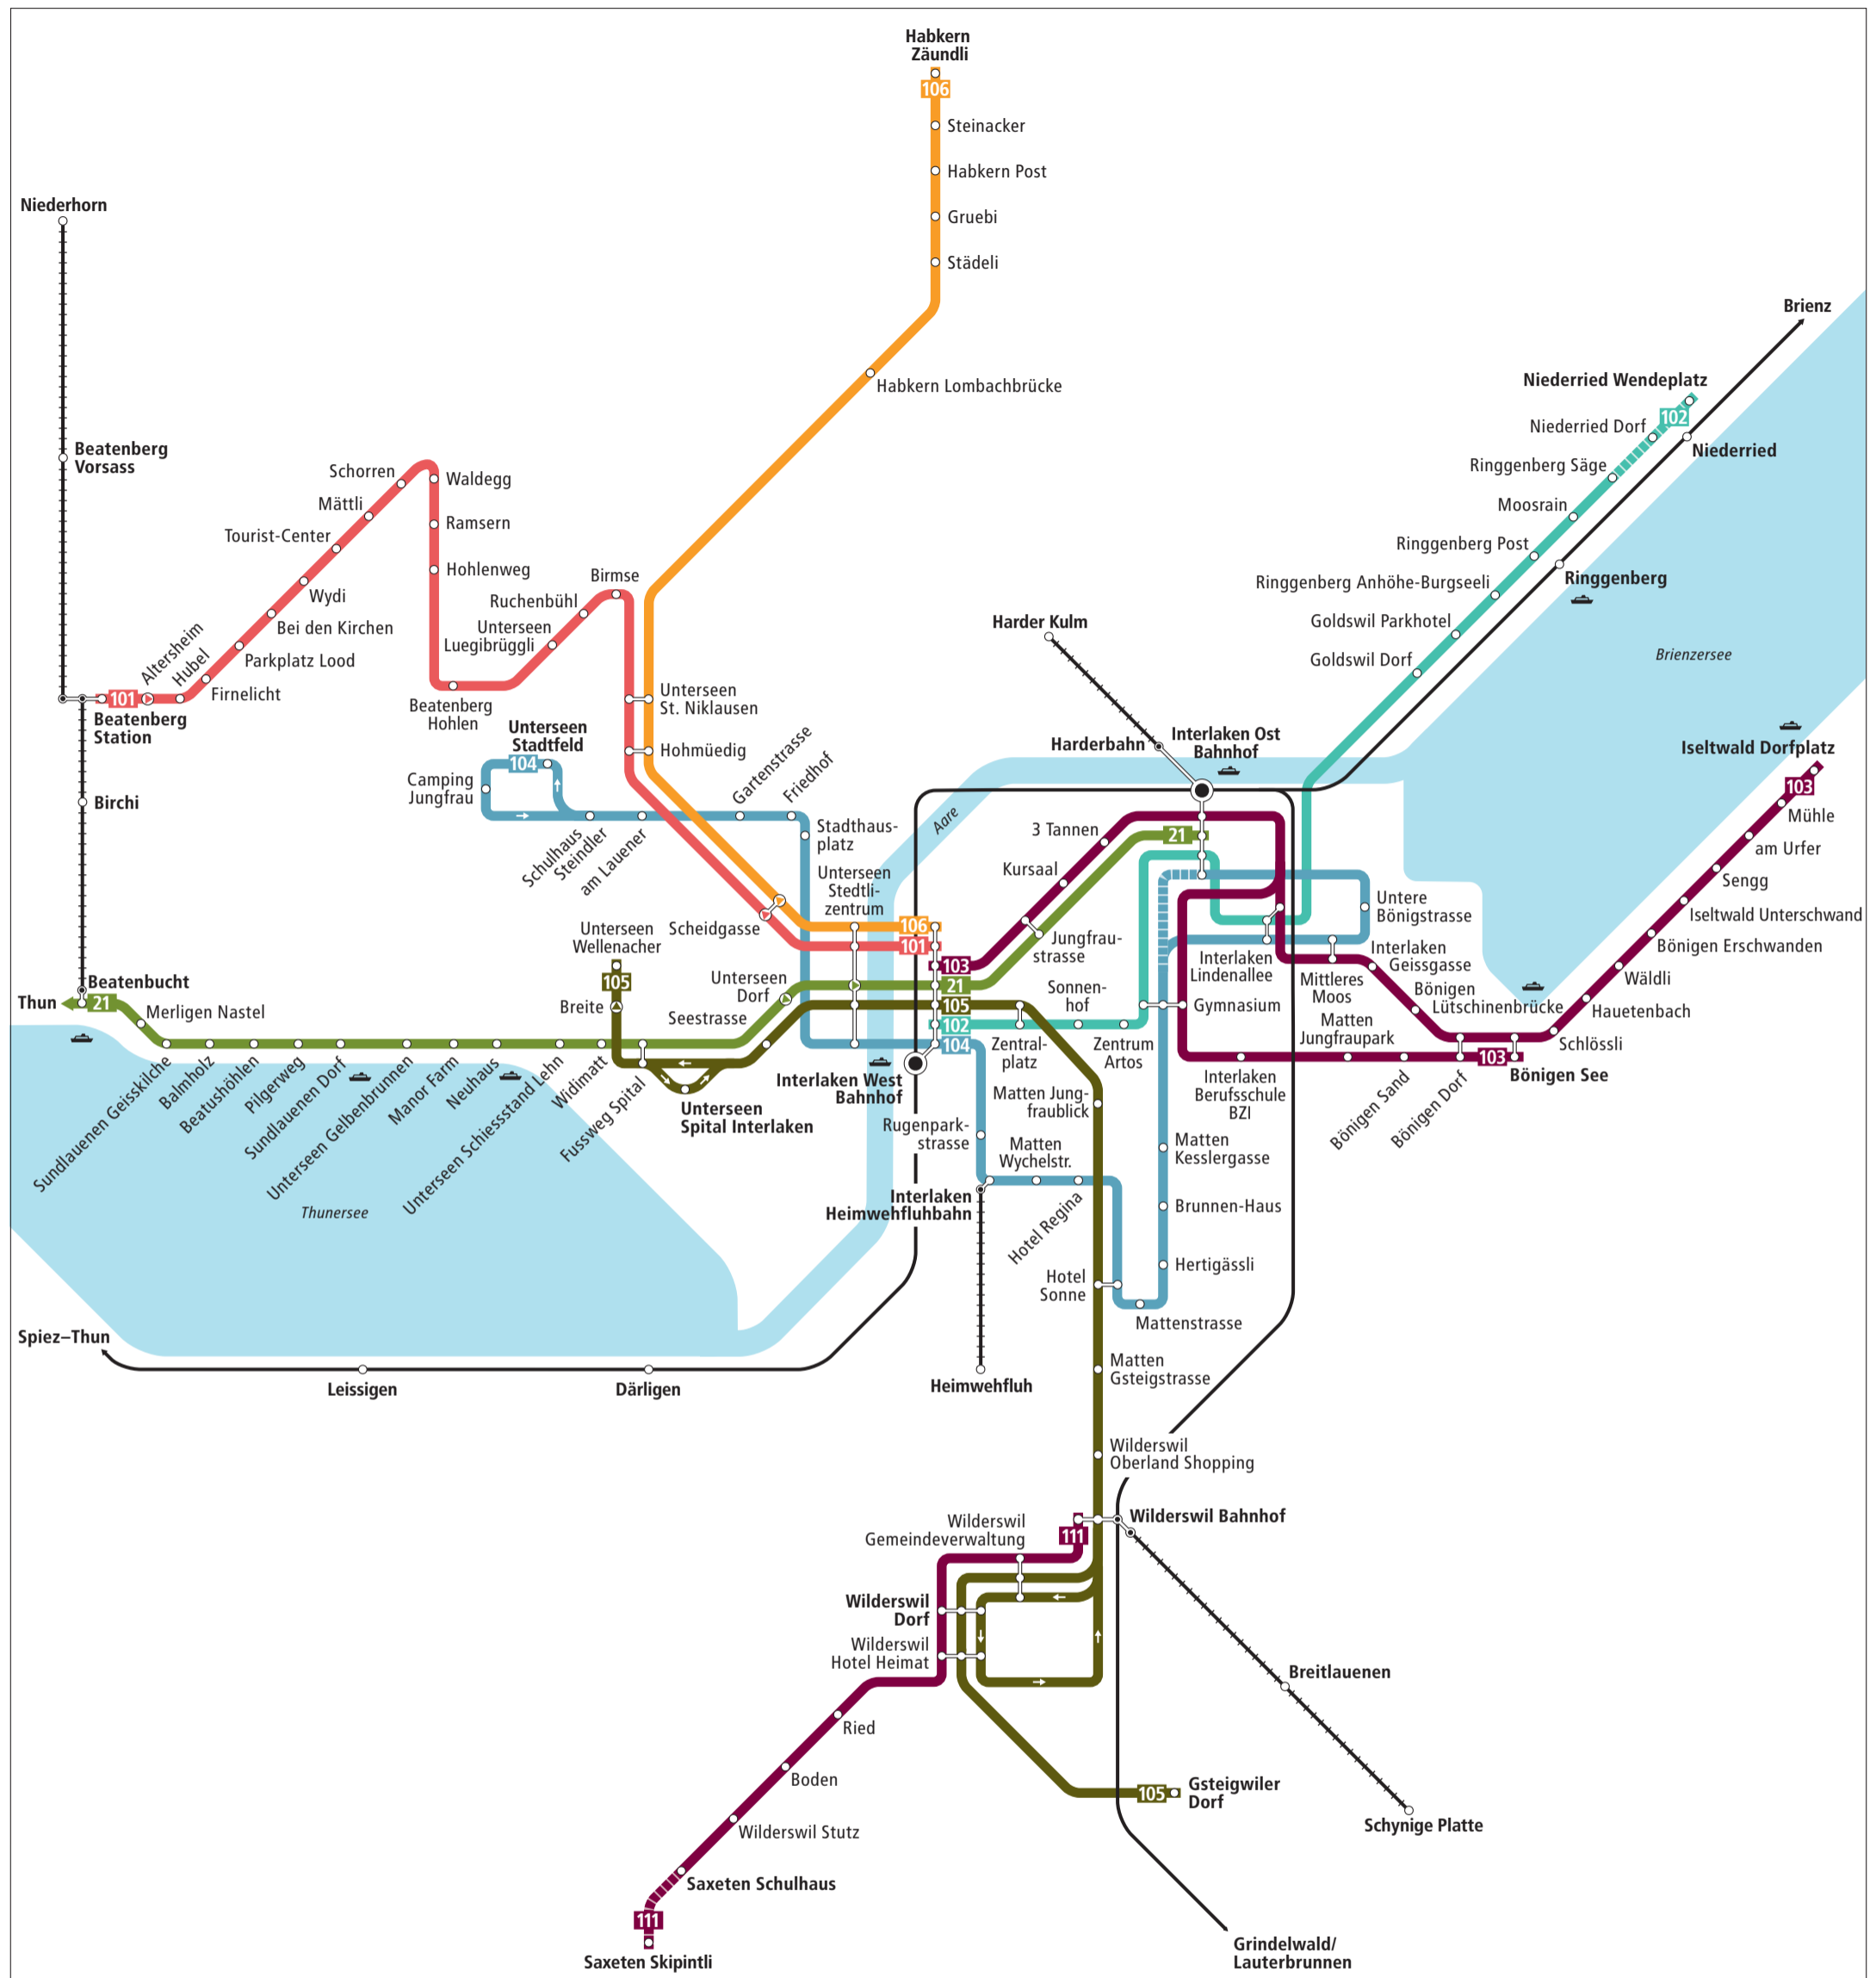 Habkern
Zäundli
106
Steinacker
Habkern Post
Gruebi
Städeli
Habkern Lombachbrücke
Niederhorn
Beatenberg
Vorsass
Birchi
Beatenbucht
Thun
21
Merligen Nastel
Beatenberg
Station
101
Altersheim
Hubel
Firnelicht
Parkplatz Lood
Bei den Kirchen
Wydi
Tourist-Center
Mättli
Schorren
Waldegg
Ramsern
Hohlenweg
Beatenberg
Hohlen
Unterseen
Luegibrüggli
Ruchenbühl
Birmse
Unterseen
St. Niklausen
Hohmüedig
Unterseen
Stadtfeld
104
Camping
Jungfrau
Schulhaus
Steindler
am Lauener
Gartenstrasse
Friedhof
Stadthaus-
platz
Unterseen
Stedtli-
zentrum
Scheidgasse
Unterseen
Wellenacher
105
Breite
Unterseen
Dorf
Seestrasse
Sundlauenen Geisskilche
Balmholz
Beatushöhlen
Pilgerweg
Sundlauenen Dorf
Unterseen Gelbenbrunnen
Manor Farm
Neuhaus
Unterseen Schiessstand Lehn
Widimatt
Fussweg Spital
Unterseen
Spital Interlaken
Thunersee
Aare
106
101
103
21
105
102
104
Interlaken West
Bahnhof
Brienz
Niederried Wendeplatz
102
Niederried Dorf
Niederried
Ringgenberg Säge
Moosrain
Ringgenberg Post
Ringgenberg
Ringgenberg Anhöhe-Burgseeli
Goldswil Parkhotel
Goldswil Dorf
Brienzersee
Harder Kulm
Harderbahn
Interlaken Ost
Bahnhof
21
3 Tannen
Kursaal
Jungfrau-
strasse
Sonnen-
hof
Zentral-
platz
Zentrum
Artos
Gymnasium
Interlaken
Lindenallee
Untere
Bönigstrasse
Mittleres
Moos
Interlaken
Geissgasse
Bönigen
Lütschinenbrücke
Matten
Jungfraupark
Interlaken
Berufsschule
BZI
Bönigen Sand
Bönigen Dorf
103
Bönigen See
Schlössli
Hauetenbach
Wäldli
Bönigen Erschwanden
Iseltwald Unterschwand
Sengg
am Urfer
Mühle
103
Iseltwald Dorfplatz
Matten Jung-
fraublick
Rugenpark-
strasse
Matten
Wychelstr.
Interlaken
Heimwehfluhbahn
Hotel Regina
Heimwehfluh
Hotel
Sonne
Mattenstrasse
Hertigässli
Brunnen-Haus
Matten
Kesslergasse
Matten
Gsteigstrasse
Wilderswil
Oberland Shopping
Spiez–Thun
Leissigen
Därligen
Wilderswil Bahnhof
111
Wilderswil
Gemeindeverwaltung
Wilderswil
Dorf
Wilderswil
Hotel Heimat
Ried
Boden
Wilderswil Stutz
Saxeten Schulhaus
111
Saxeten Skipintli
105
Gsteigwiler
Dorf
Breitlauenen
Schynige Platte
Grindelwald/
Lauterbrunnen